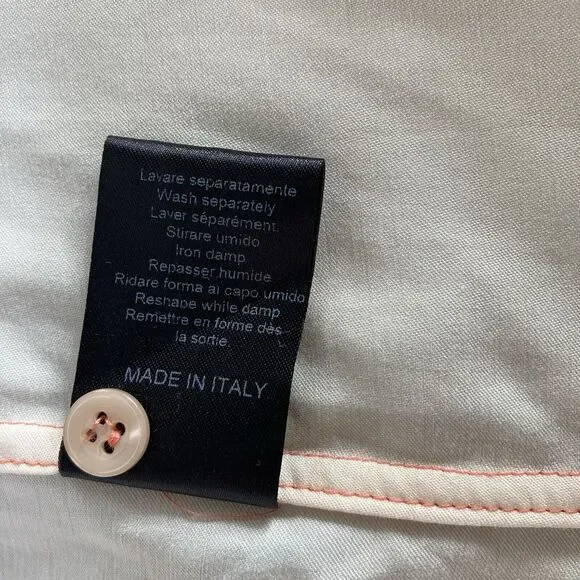 Lavare separatamente
Wash separately
Laver séparément.
Stirare umido
Iron damp
Repasser humide
Ridare forma al capo umido
Reshape while damp
Remettre en forme dès
la sortie.
MADE IN ITALY